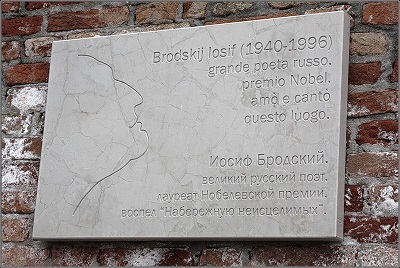 Brodskij Iosif (1940-1996)
grande poeta russo.
premio Nobel.
amò e cantò
questo luogo.
Иосиф Бродский.
великий русский поэт.
лауреат Нобелевской премии.
воспел "Набережную неисцелимых".